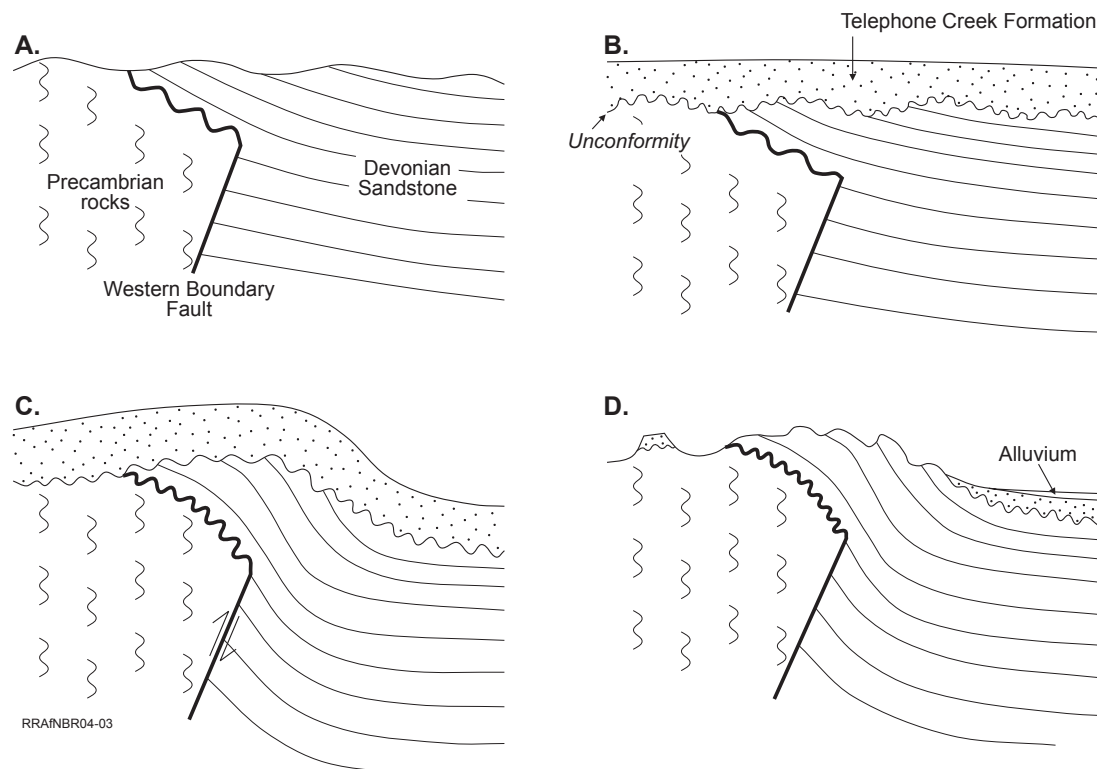 A.
Precambrian
rocks
Devonian
Sandstone
Western Boundary
Fault
B.
Telephone Creek Formation
Unconformity
C.
RRAfNBR04-03
D.
Alluvium